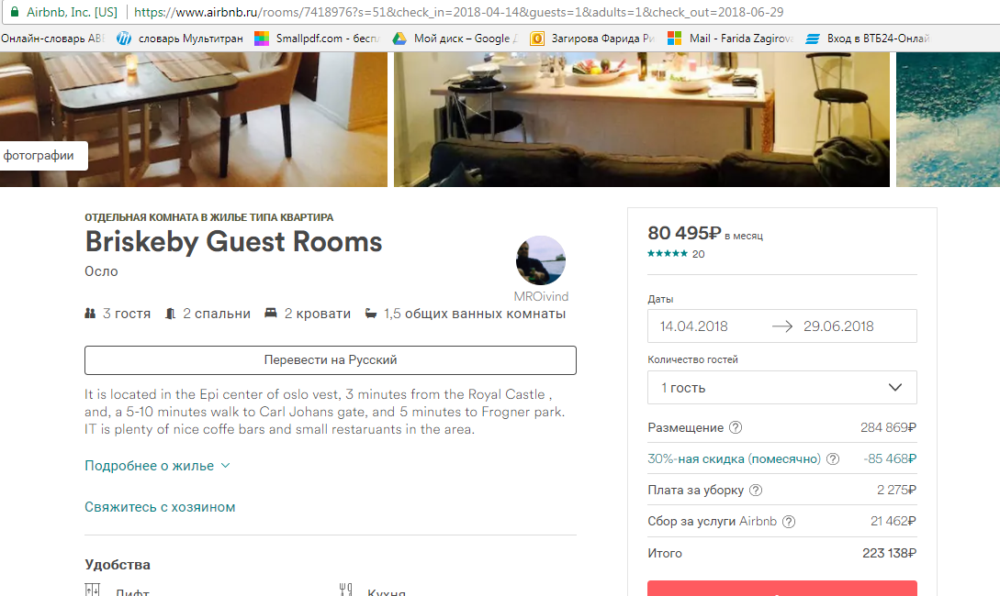 Airbnb, Inc. [US] https://www.airbnb.ru/rooms/7418976?s=51&check_in=2018-04-14&guests=1&adults=1&check_out=2018-06-29
Онлайн-словарь AB словарь Мультитран Smallpdf.com - бесп Мой диск – Google Загирова Фарида Ри Mail - Farida Zagirova Вход в ВТБ24-Онлай
фотографии
ОТДЕЛЬНАЯ КОМНАТА В ЖИЛЬЕ ТИПА КВАРТИРА
Briskeby Guest Rooms
Осло
MROivind
3 гостя 2 спальни 2 кровати 1,5 общих ванных комнаты
Перевести на Русский
It is located in the Epi center of oslo vest, 3 minutes from the Royal Castle ,
and, a 5-10 minutes walk to Carl Johans gate, and 5 minutes to Frogner park.
IT is plenty of nice coffe bars and small restaruants in the area.
Подробнее о жилье
Свяжитесь с хозяином
Удобства
Лифт Кухня
80 495₽ в месяц
20
Даты
14.04.2018 29.06.2018
Количество гостей
1 гость
Размещение ? 284 869₽
30%-ная скидка (помесячно) ? -85 468₽
Плата за уборку ? 2 275₽
Сбор за услуги Airbnb ? 21 462₽
Итого 223 138₽